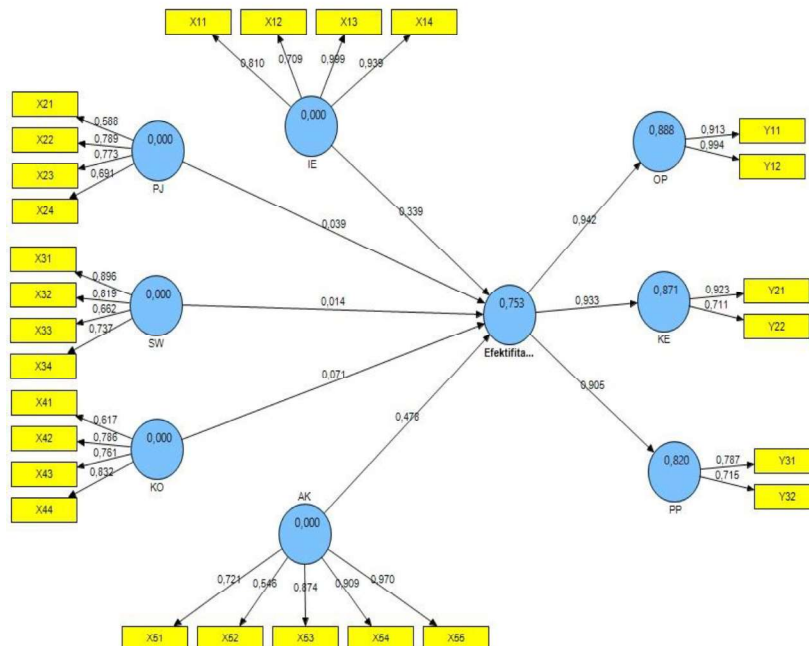 X11 X12 X13 X14
0,810 0,709 0,999 0,939
0,000
IE
X21
X22
X23
X24
0,588
0,789
0,773
0,691
0,000
PJ
X31
X32
X33
X34
0,896
0,819
0,662
0,737
0,000
SW
X41
X42
X43
X44
0,617
0,786
0,761
0,832
0,000
KO
AK
0,000
0,721 0,546 0,874 0,909 0,970
X51 X52 X53 X54 X55
0,339
0,039
0,014
0,071
0,478
0,753
Efektifita...
0,942
0,933
0,905
0,888
OP
0,913
0,994
Y11
Y12
0,871
KE
0,923
0,711
Y21
Y22
0,820
PP
0,787
0,715
Y31
Y32